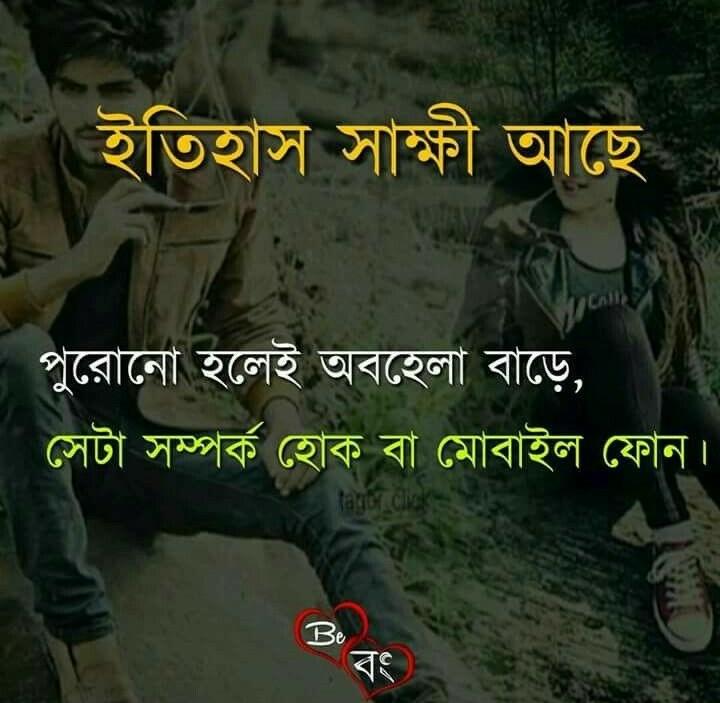 ইতিহাস সাক্ষী আছে
পুরোনো হলেই অবহেলা বাড়ে,
সেটা সম্পর্ক হোক বা মোবাইল ফোন।
Be
বং